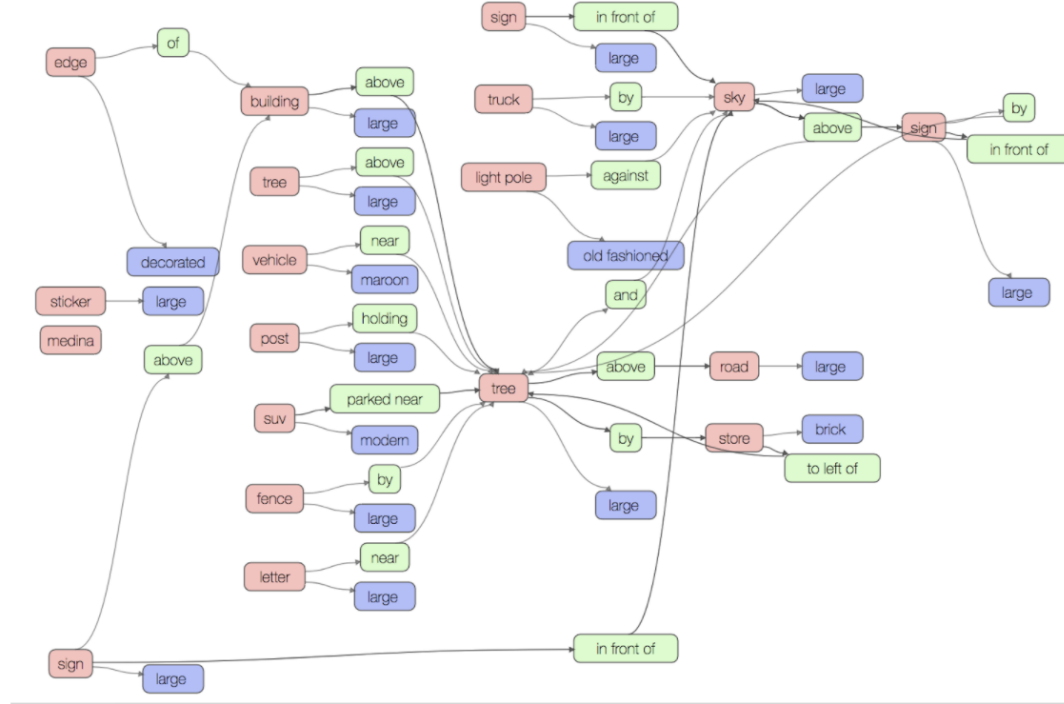 sign
in front of
edge
of
large
building
above
large
truck
by
sky
large
large
large
above
sign
by
in front of
tree
above
large
light pole
against
vehicle
near
maroon
decorated
old fashioned
large
sticker
large
and
medina
post
holding
large
above
tree
above
road
large
suv
parked near
modern
by
store
brick
to left of
fence
by
large
large
letter
near
large
sign
large
in front of